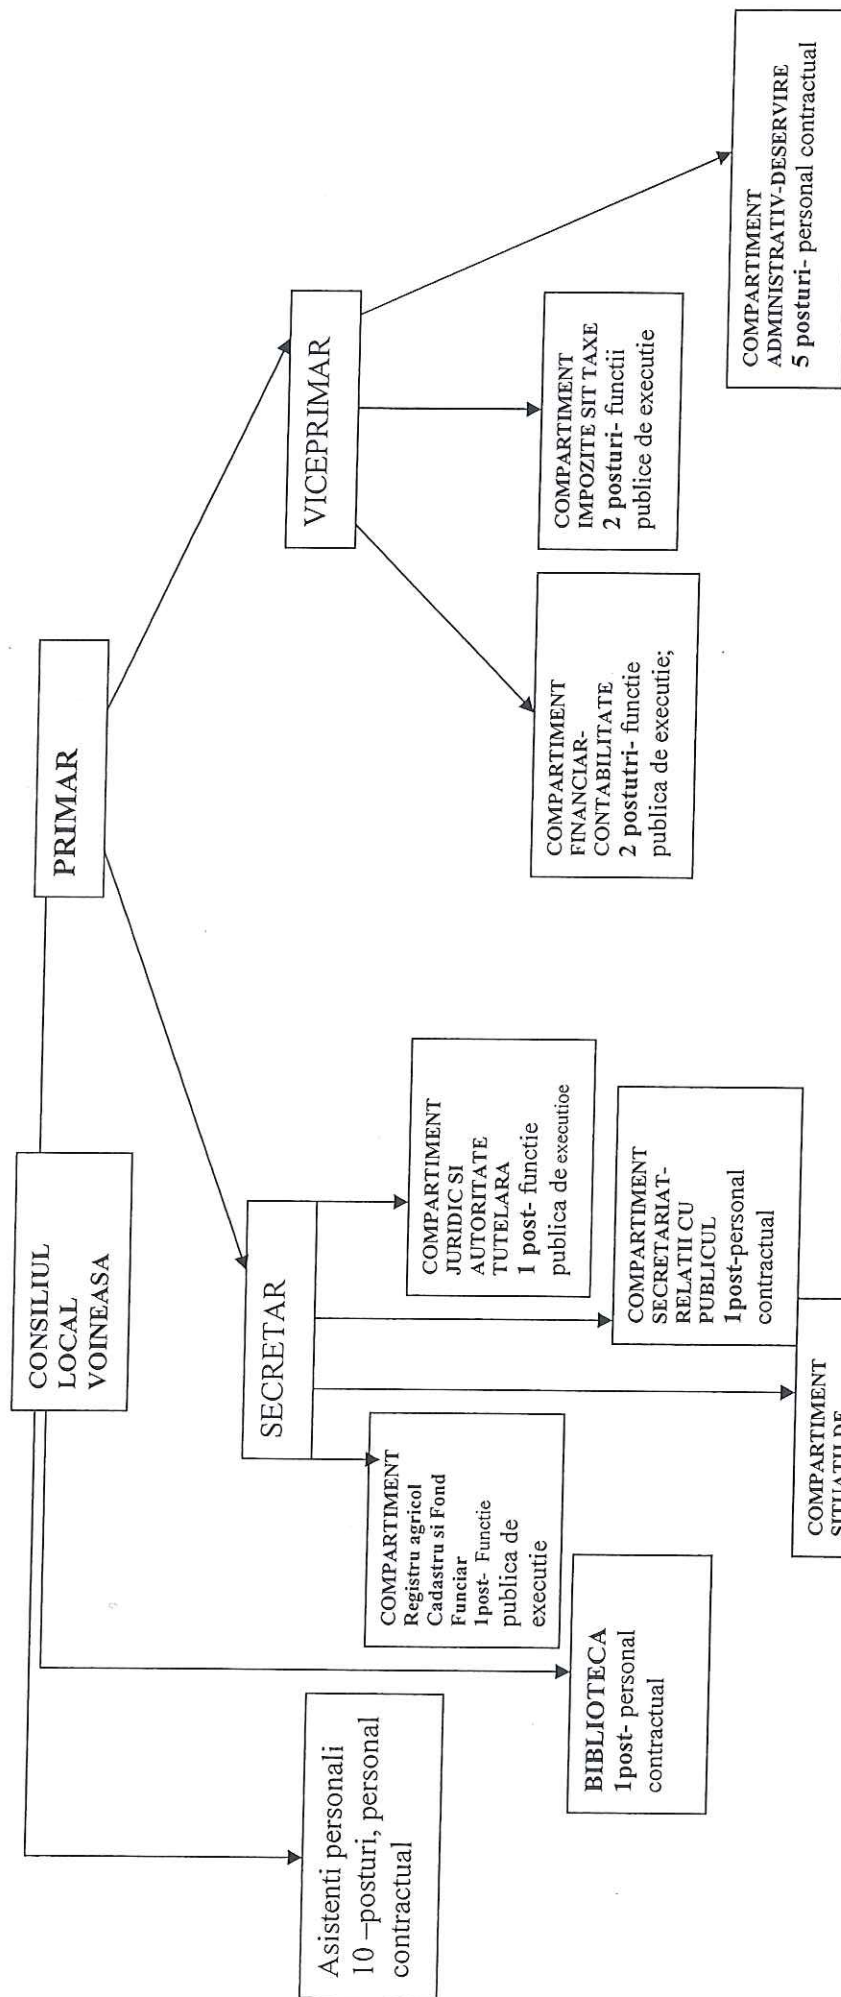 CONSILIUL
LOCAL
VOINEASA
PRIMAR
SECRETAR
VICEPRIMAR
Asistenti personali
10 –posturi, personal
contractual
BIBLIOTECA
1post- personal
contractual
COMPARTIMENT
Registru agricol
Cadastru si Fond
Funciar
1post- Functie
publica de
executie
COMPARTIMENT
JURIDIC SI
AUTORITATE
TUTELARA
1 post- functie
publica de executioe
COMPARTIMENT
SECRETARIAT-
RELATII CU
PUBLICUL
1post-personal
contractual
COMPARTIMENT
COMPARTIMENT
FINANCIAR-
CONTABILITATE
2 postutri- functie
publica de executie;
COMPARTIMENT
IMPOZITE SIT TAXE
2 posturi- functii
publice de executie
COMPARTIMENT
ADMINISTRATIV-DESERVIRE
5 posturi- personal contractual